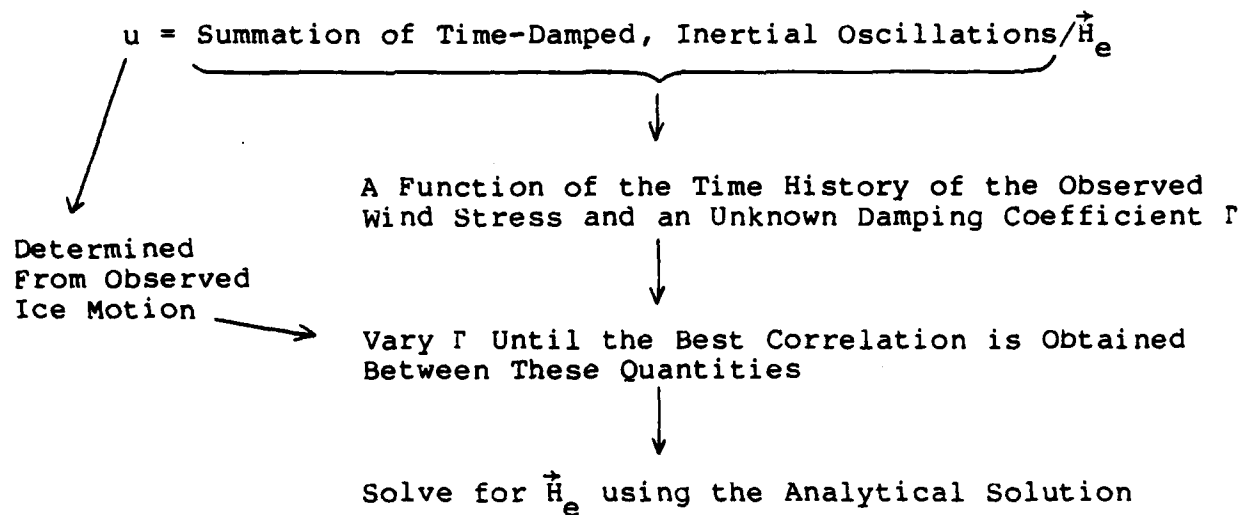 u = Summation of Time-Damped, Inertial Oscillations/H⃗_e
A Function of the Time History of the Observed
Wind Stress and an Unknown Damping Coefficient Γ
Determined
From Observed
Ice Motion
Vary Γ Until the Best Correlation is Obtained
Between These Quantities
Solve for H⃗_e using the Analytical Solution